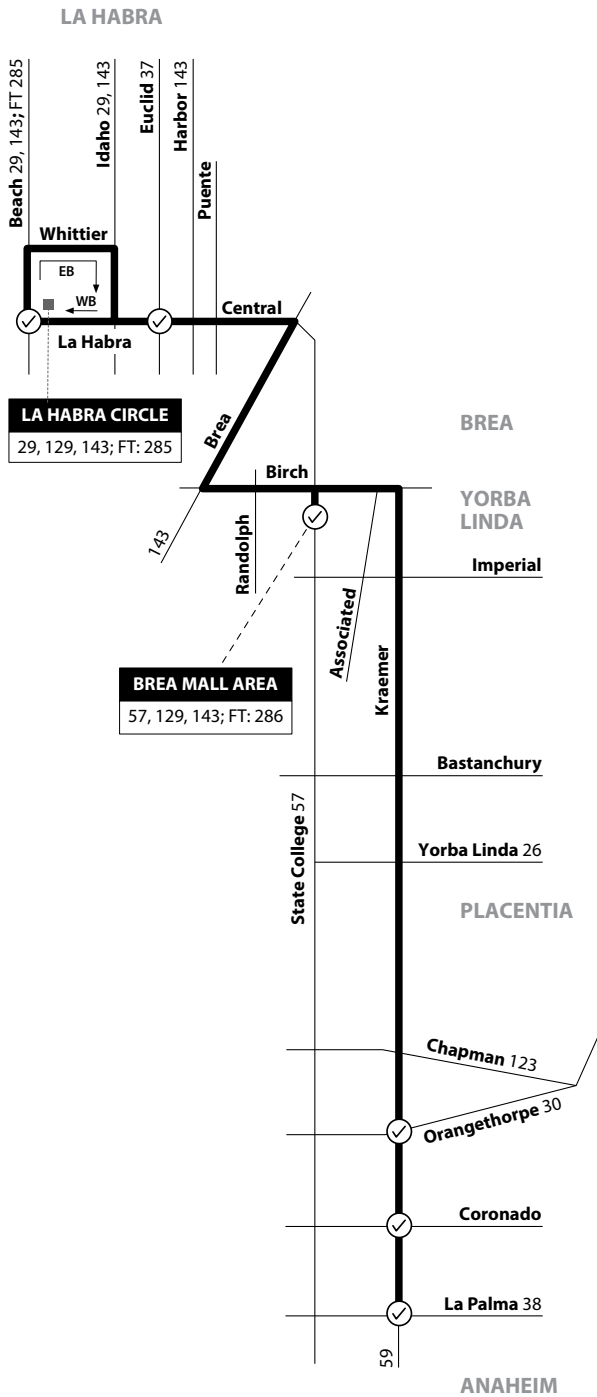 LA HABRA
Beach 29, 143; FT 285
Idaho 29, 143
Euclid 37
Harbor 143
Puente
Whittier
EB
WB
Central
La Habra
LA HABRA CIRCLE
29, 129, 143; FT: 285
Brea
BREA
Birch
YORBA
LINDA
143
Randolph
Imperial
Associated
Kraemer
BREA MALL AREA
57, 129, 143; FT: 286
Bastanchury
State College 57
Yorba Linda 26
PLACENTIA
Chapman 123
Orangethorpe 30
Coronado
La Palma 38
59
ANAHEIM